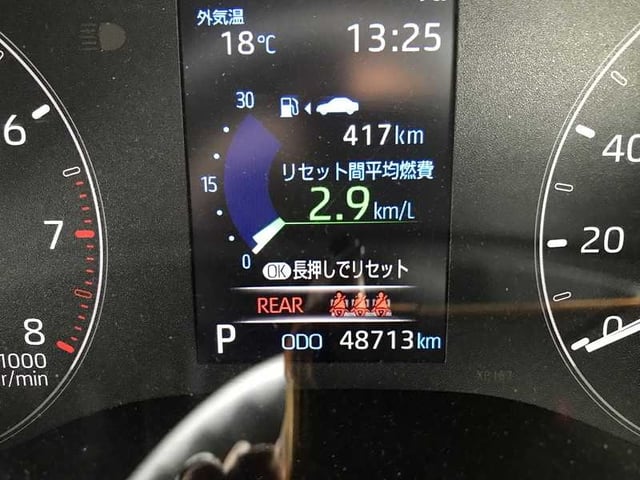 外気温
18℃ 13:25
30
417km
リセット間平均燃費
15
2.9km/L
0
OK長押しでリセット
REAR
P ODO 48713km
6
7
8
x1000
r/min
40
20
0